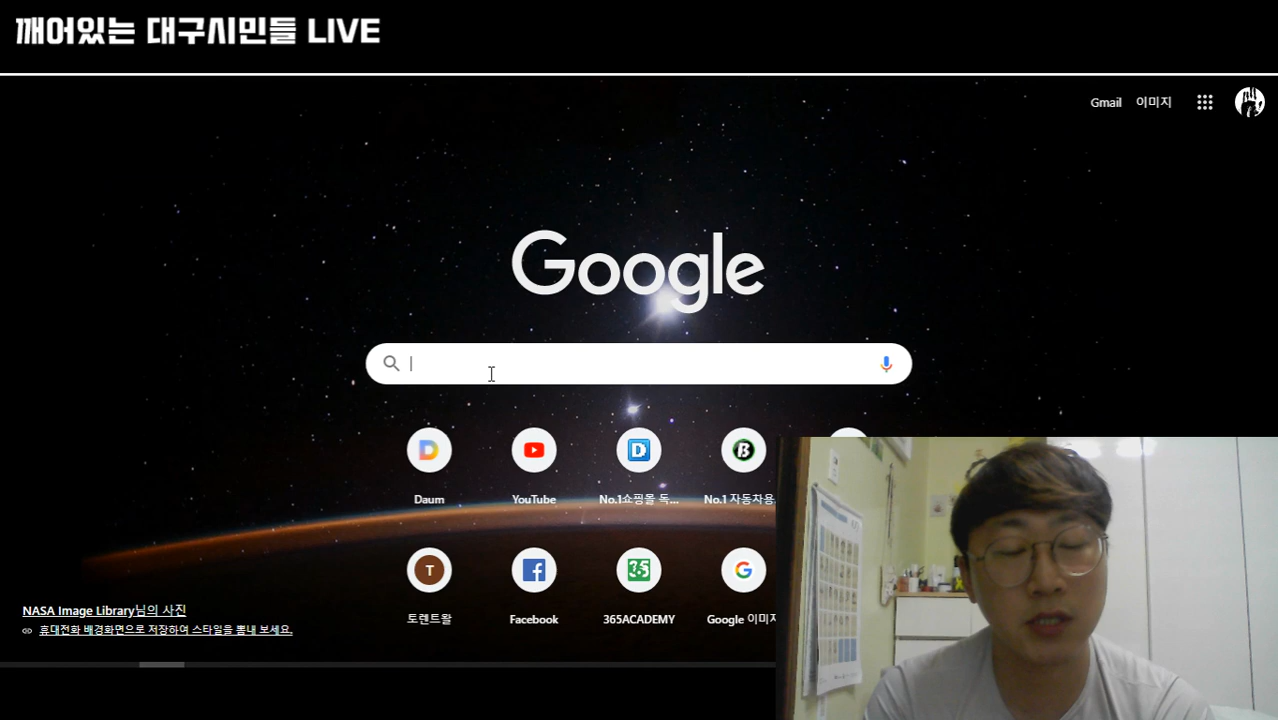 깨어있는 대구시민들 LIVE
Gmail 이미지
Google
Daum YouTube No.1쇼핑몰 독... No.1 자동차용
T
토렌트왈 Facebook 365ACADEMY Google 이미지
NASA Image Library님의 사진
휴대전화 배경화면으로 저장하여 스타일을 뽐내 보세요.